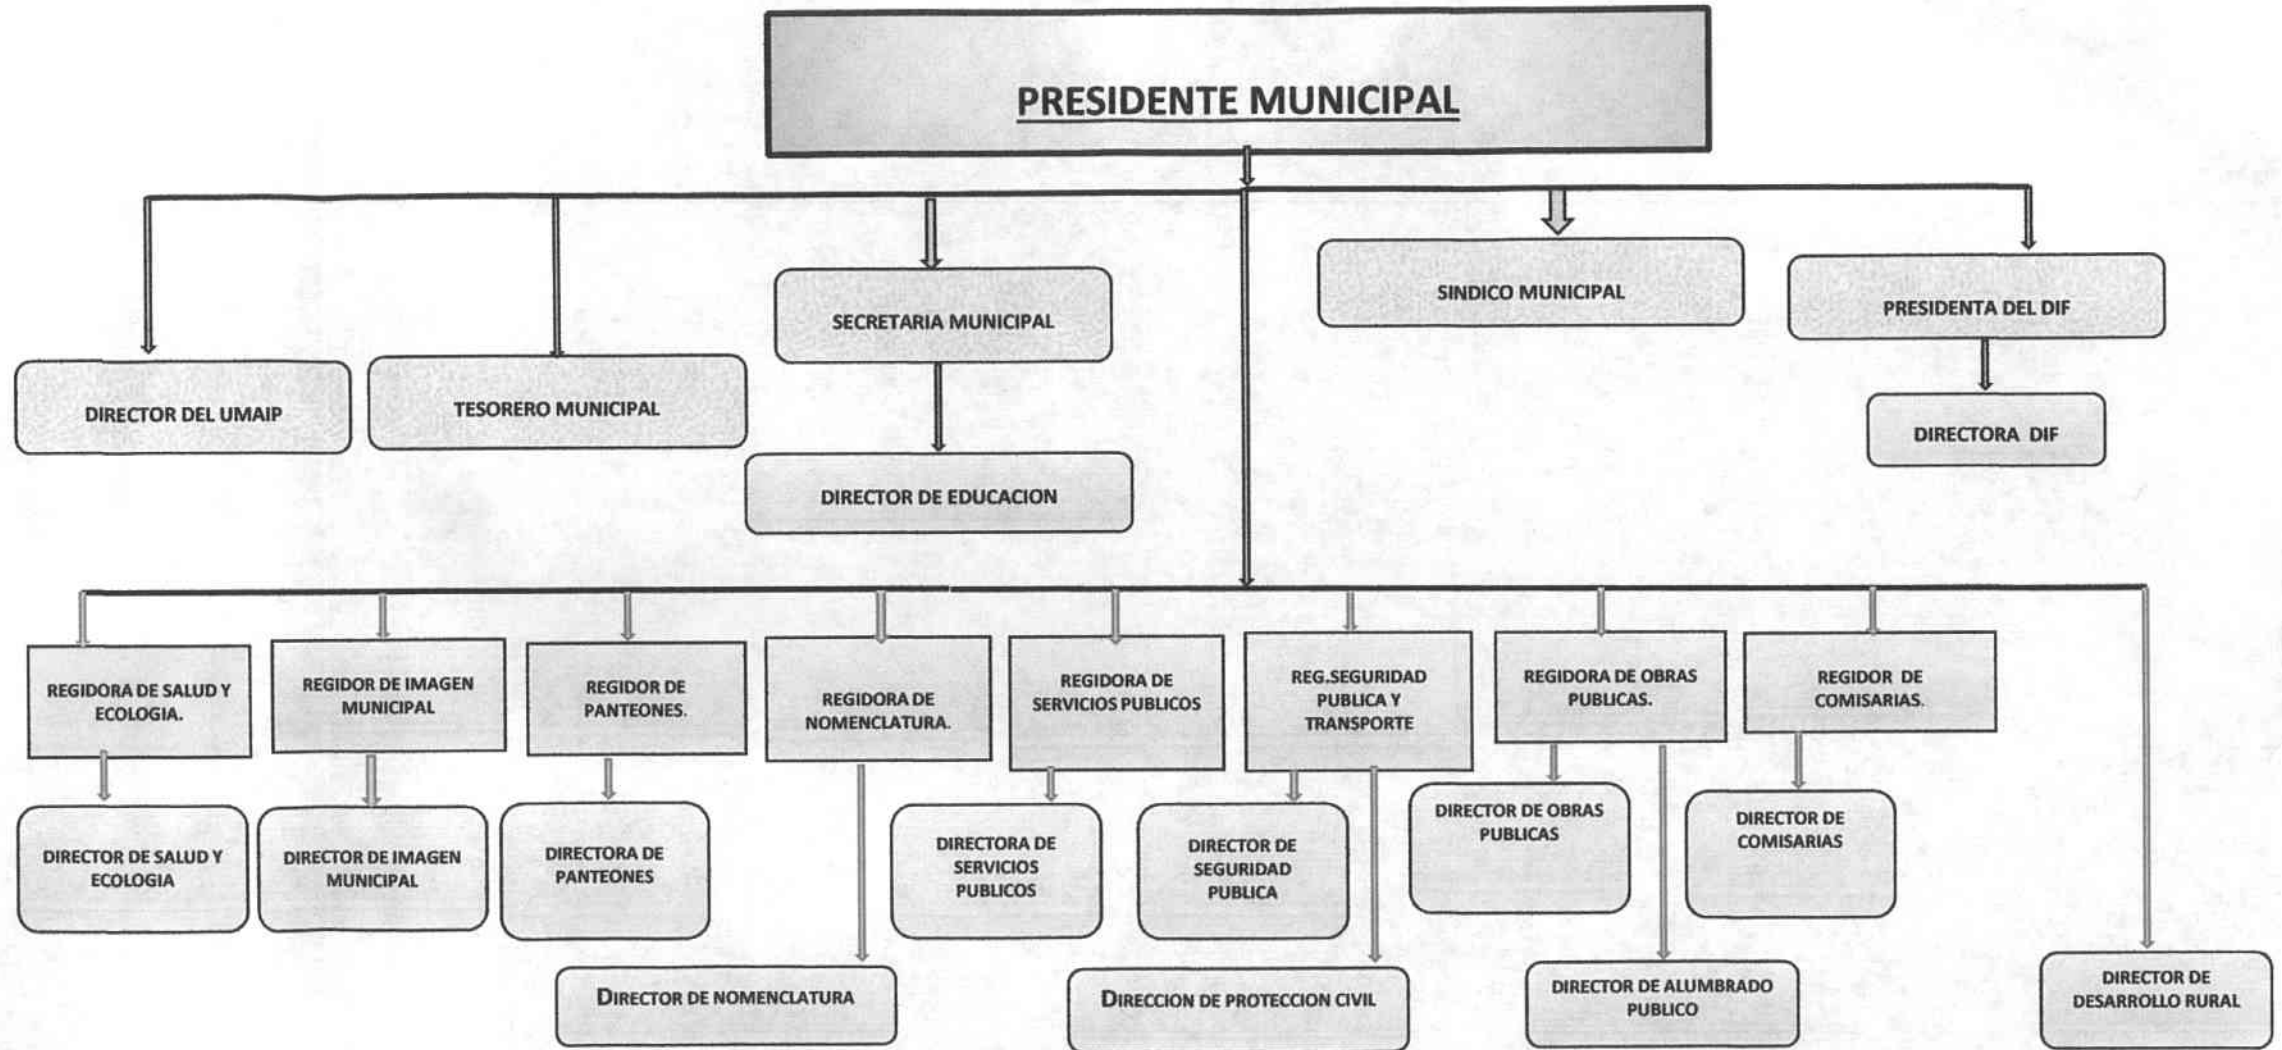 PRESIDENTE MUNICIPAL
SINDICO MUNICIPAL
SECRETARIA MUNICIPAL
PRESIDENTA DEL DIF
DIRECTOR DEL UMAIP
TESORERO MUNICIPAL
DIRECTORA DIF
DIRECTOR DE EDUCACION
REGIDORA DE SALUD Y
ECOLOGIA.
REGIDOR DE IMAGEN
MUNICIPAL
REGIDOR DE
PANTEONES.
REGIDORA DE
NOMENCLATURA.
REGIDORA DE
SERVICIOS PUBLICOS
REG.SEGURIDAD
PUBLICA Y
TRANSPORTE
REGIDORA DE OBRAS
PUBLICAS.
REGIDOR DE
COMISARIAS.
DIRECTOR DE SALUD Y
ECOLOGIA
DIRECTOR DE IMAGEN
MUNICIPAL
DIRECTORA DE
PANTEONES
DIRECTORA DE
SERVICIOS
PUBLICOS
DIRECTOR DE
SEGURIDAD
PUBLICA
DIRECTOR DE OBRAS
PUBLICAS
DIRECTOR DE
COMISARIAS
DIRECTOR DE NOMENCLATURA
DIRECCION DE PROTECCION CIVIL
DIRECTOR DE ALUMBRADO
PUBLICO
DIRECTOR DE
DESARROLLO RURAL